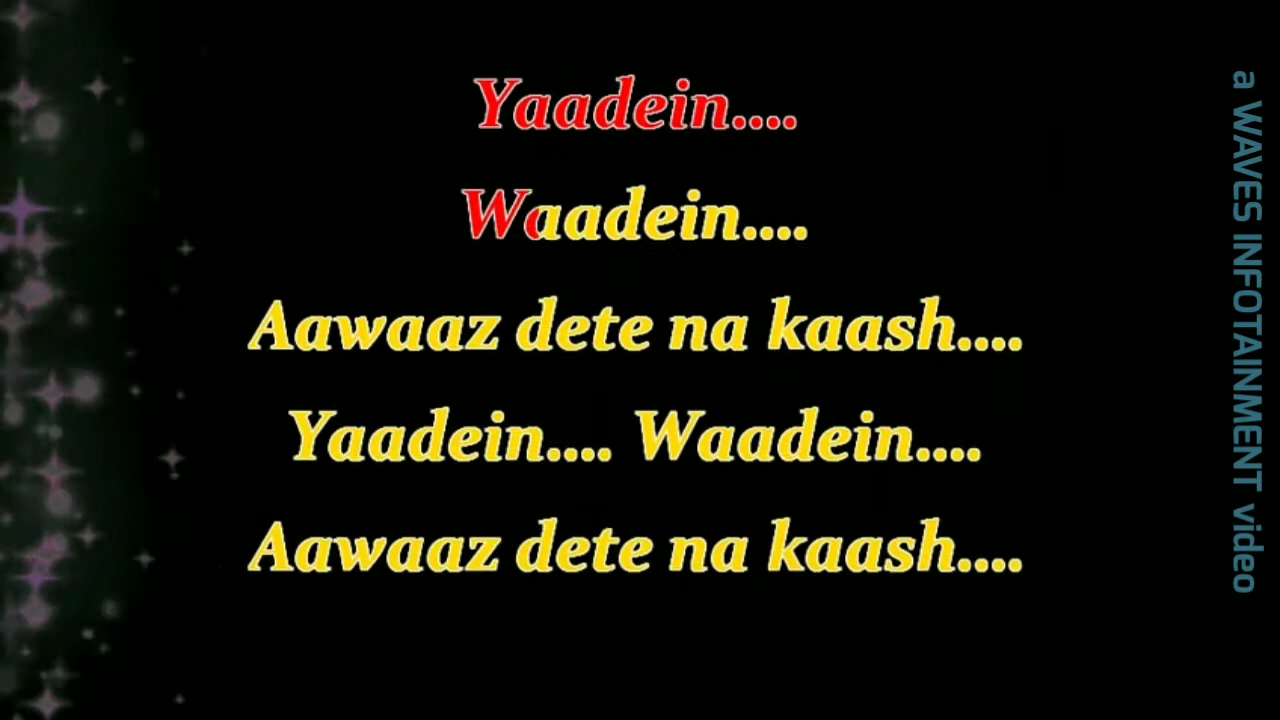 Yaadein....
Waadein....
Aawaaz dete na kaash....
Yaadein.... Waadein....
Aawaaz dete na kaash....
a WAVES INFOTAINMENT video